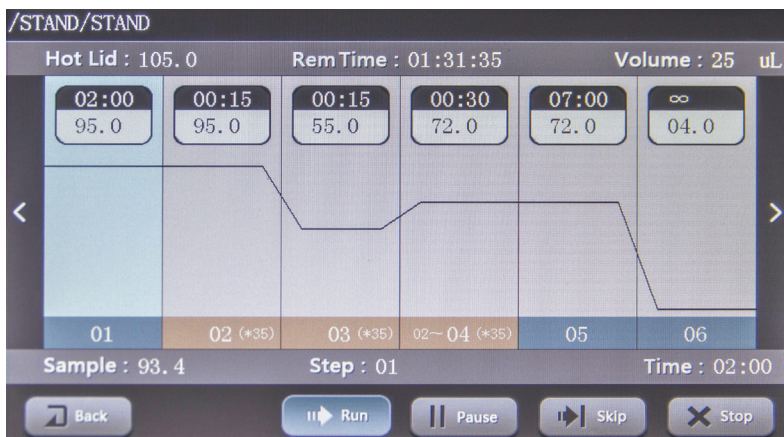 /STAND/STAND
Hot Lid : 105.0 Rem Time : 01:31:35 Volume : 25 uL
02:00 00:15 00:15 00:30 07:00 ∞
95.0 95.0 55.0 72.0 72.0 04.0
01 02 (*35) 03 (*35) 02~04 (*35) 05 06
Sample : 93.4 Step : 01 Time : 02:00
Back Run Pause Skip Stop